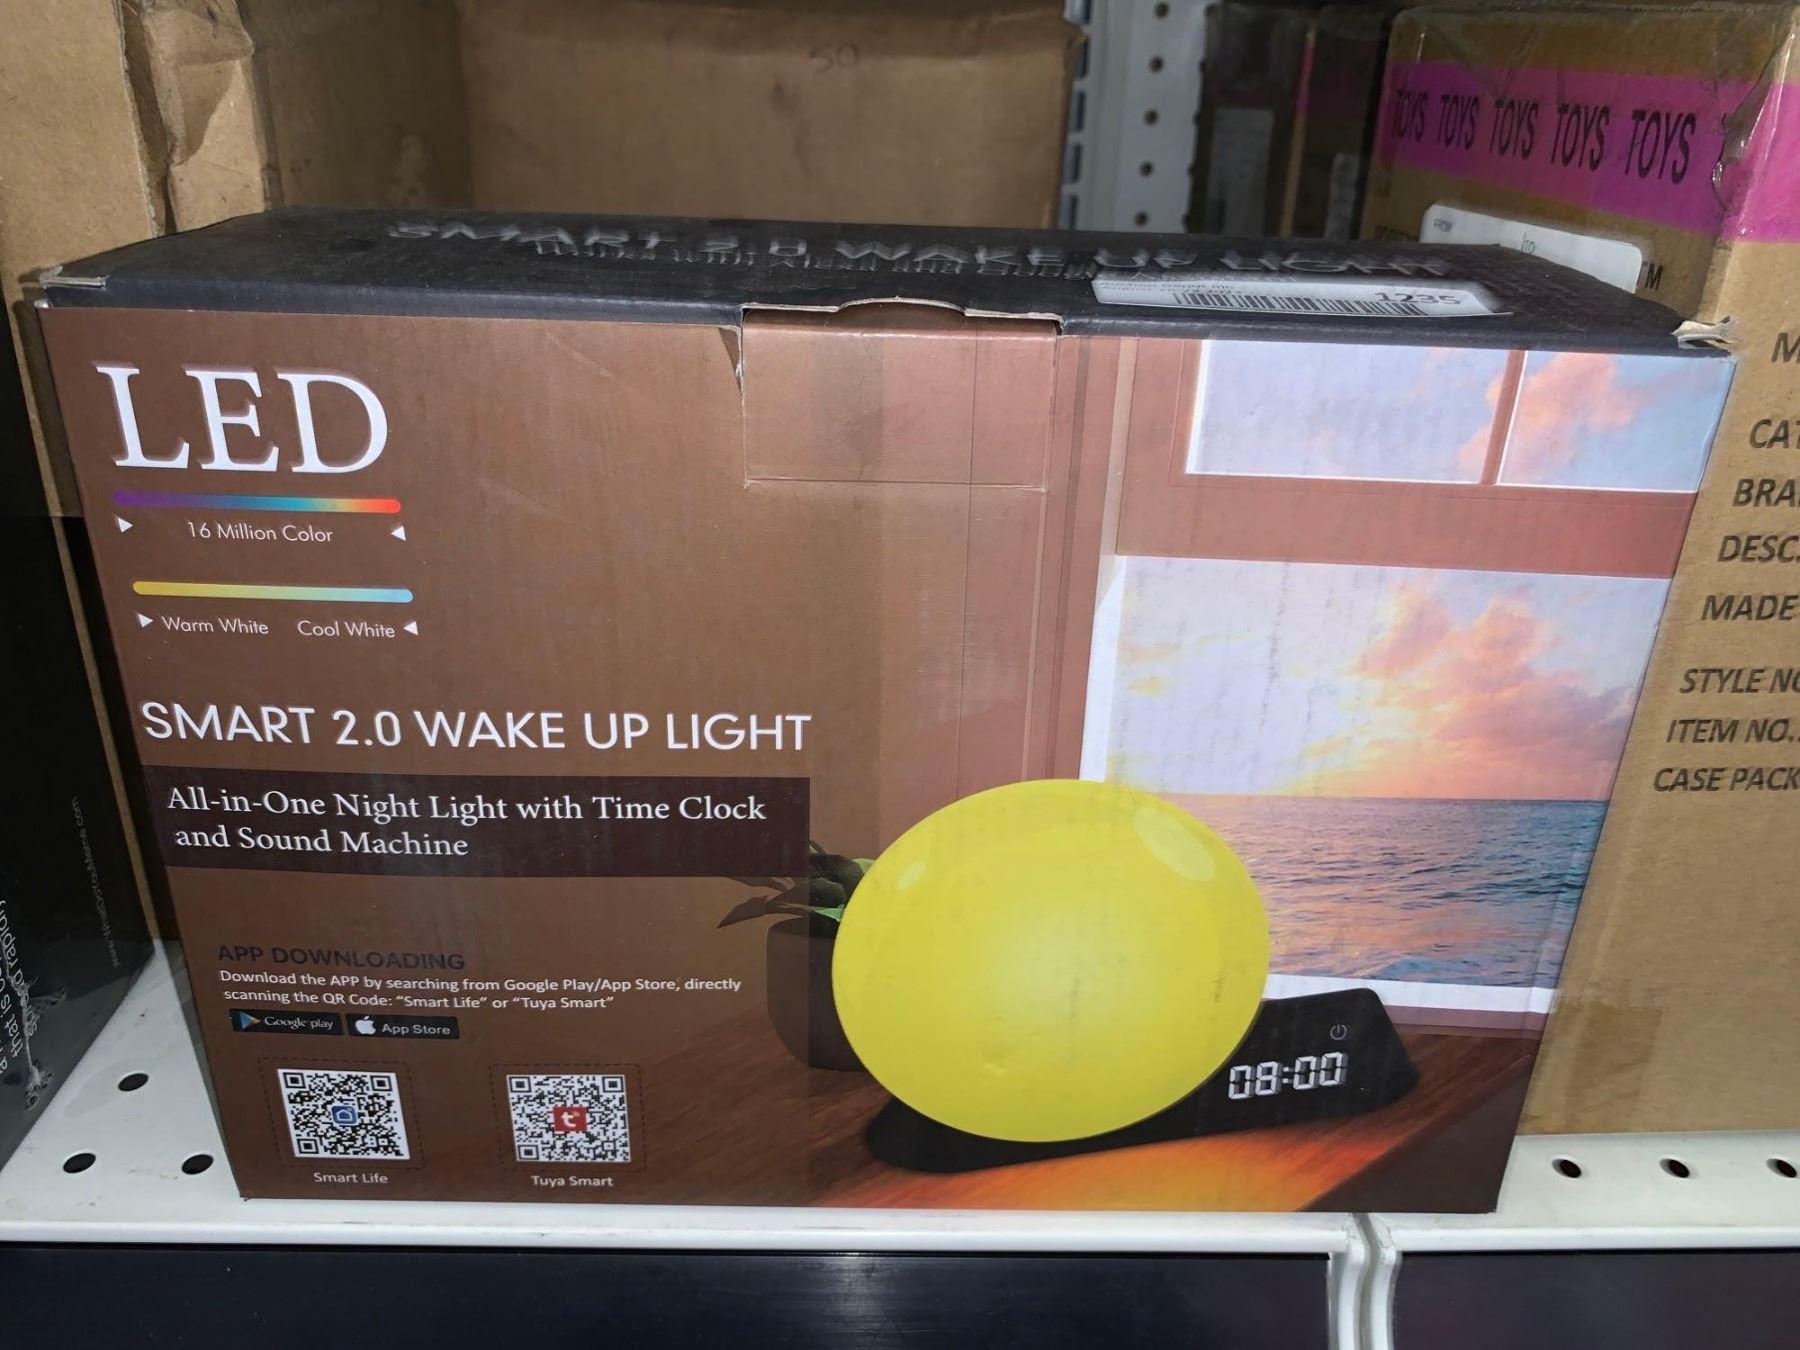 50
TOYS TOYS TOYS TOYS TOYS
FROM
TO:
SMART 2.0 WAKE UP LIGHT
1235
LED
16 Million Color
Warm White Cool White
SMART 2.0 WAKE UP LIGHT
All-in-One Night Light with Time Clock
and Sound Machine
APP DOWNLOADING
Download the APP by searching from Google Play/App Store, directly
scanning the QR Code: “Smart Life” or “Tuya Smart”
Google play
App Store
Smart Life
Tuya Smart
08:00
M
CAT
BRA
DESC.
MADE
STYLE NO
ITEM NO.
CASE PACK